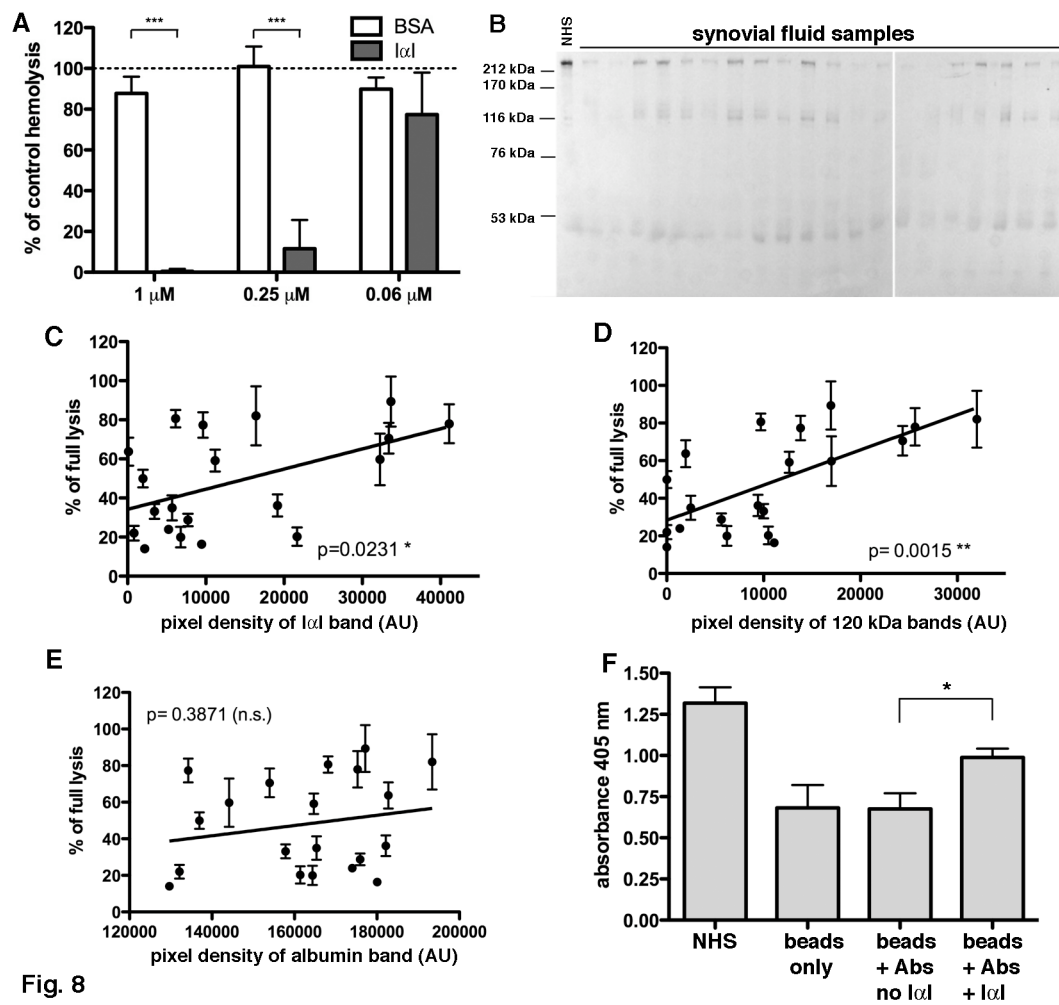 A
BSA
IαI
***
***
% of control hemolysis
120
100
80
60
40
20
0
1 μM
0.25 μM
0.06 μM
B
NHS
synovial fluid samples
212 kDa
170 kDa
116 kDa
76 kDa
53 kDa
C
% of full lysis
120
100
80
60
40
20
0
p=0.0231 *
0 10000 20000 30000 40000
pixel density of IαI band (AU)
D
% of full lysis
120
100
80
60
40
20
0
p= 0.0015 **
0 10000 20000 30000
pixel density of 120 kDa bands (AU)
E
p= 0.3871 (n.s.)
% of full lysis
120
100
80
60
40
20
0
120000 140000 160000 180000 200000
pixel density of albumin band (AU)
F
*
absorbance 405 nm
1.50
1.25
1.00
0.75
0.50
0.25
0.00
NHS
beads
only
beads
+ Abs
no IαI
beads
+ Abs
+ IαI
Fig. 8